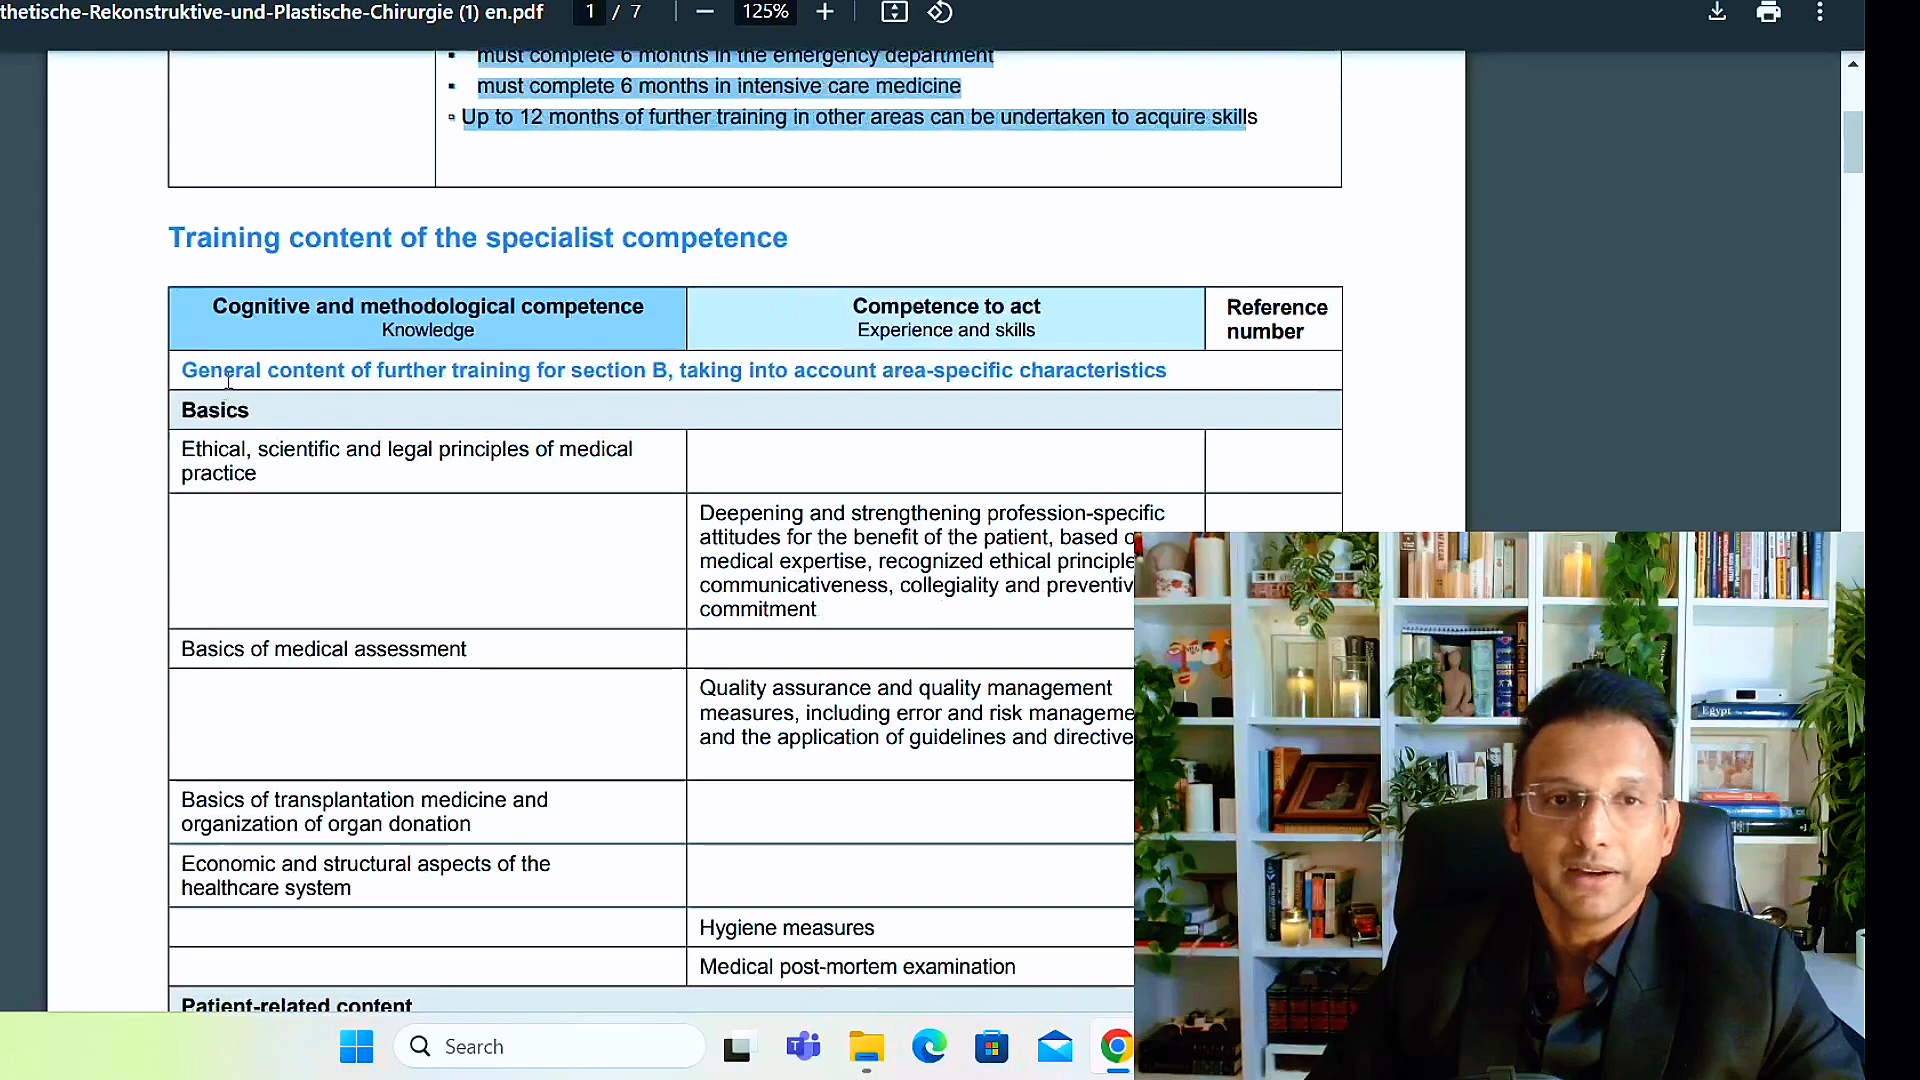 thetische-Rekonstruktive-und-Plastische-Chirurgie (1) en.pdf
1 / 7
125%
must complete 6 months in the emergency department
must complete 6 months in intensive care medicine
Up to 12 months of further training in other areas can be undertaken to acquire skills
Training content of the specialist competence
Cognitive and methodological competence
Knowledge
Competence to act
Experience and skills
Reference
number
General content of further training for section B, taking into account area-specific characteristics
Basics
Ethical, scientific and legal principles of medical
practice
Deepening and strengthening profession-specific
attitudes for the benefit of the patient, based o
medical expertise, recognized ethical principle
communicativeness, collegiality and preventiv
commitment
Basics of medical assessment
Quality assurance and quality management
measures, including error and risk manageme
and the application of guidelines and directive
Basics of transplantation medicine and
organization of organ donation
Economic and structural aspects of the
healthcare system
Hygiene measures
Medical post-mortem examination
Patient-related content
Egypt
Search